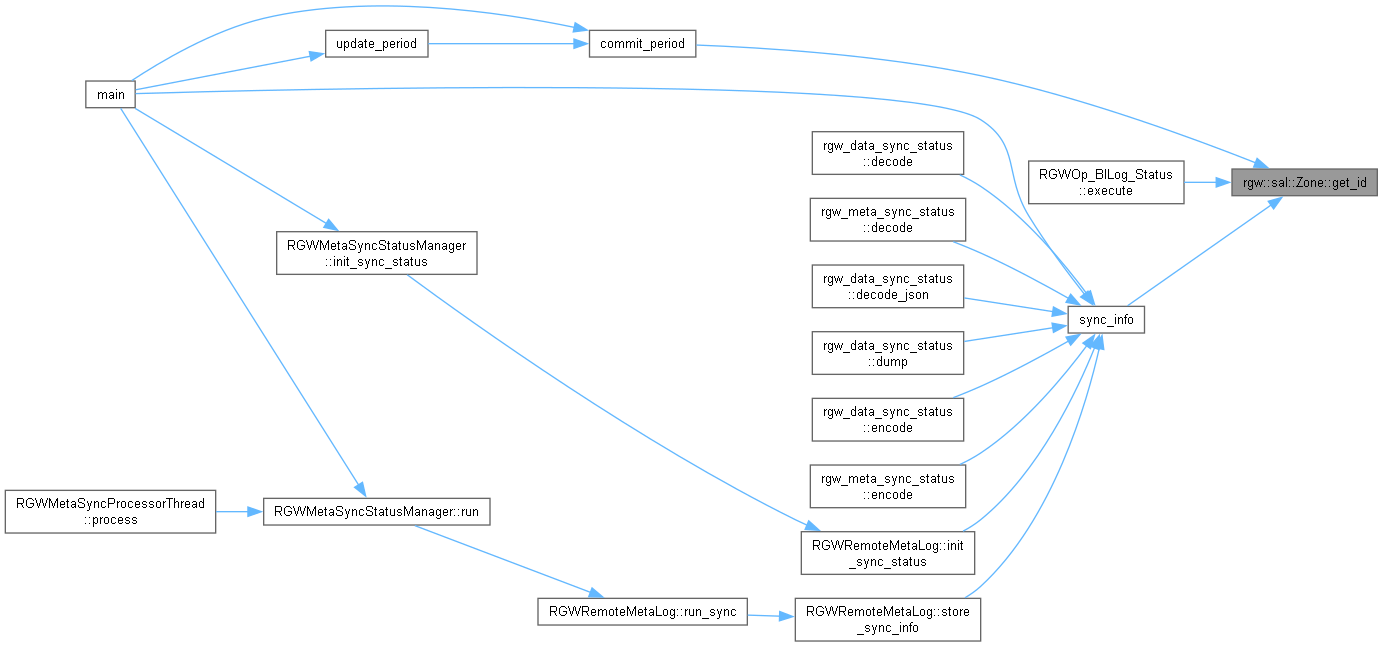 update_period
commit_period
main
rgw_data_sync_status
::decode
RGWOp_BILog_Status
::execute
rgw::sal::Zone::get_id
rgw_meta_sync_status
::decode
RGWMetaSyncStatusManager
::init_sync_status
rgw_data_sync_status
::decode_json
sync_info
rgw_data_sync_status
::dump
rgw_data_sync_status
::encode
rgw_meta_sync_status
::encode
RGWMetaSyncProcessorThread
::process
RGWMetaSyncStatusManager::run
RGWRemoteMetaLog::init
_sync_status
RGWRemoteMetaLog::run_sync
RGWRemoteMetaLog::store
_sync_info